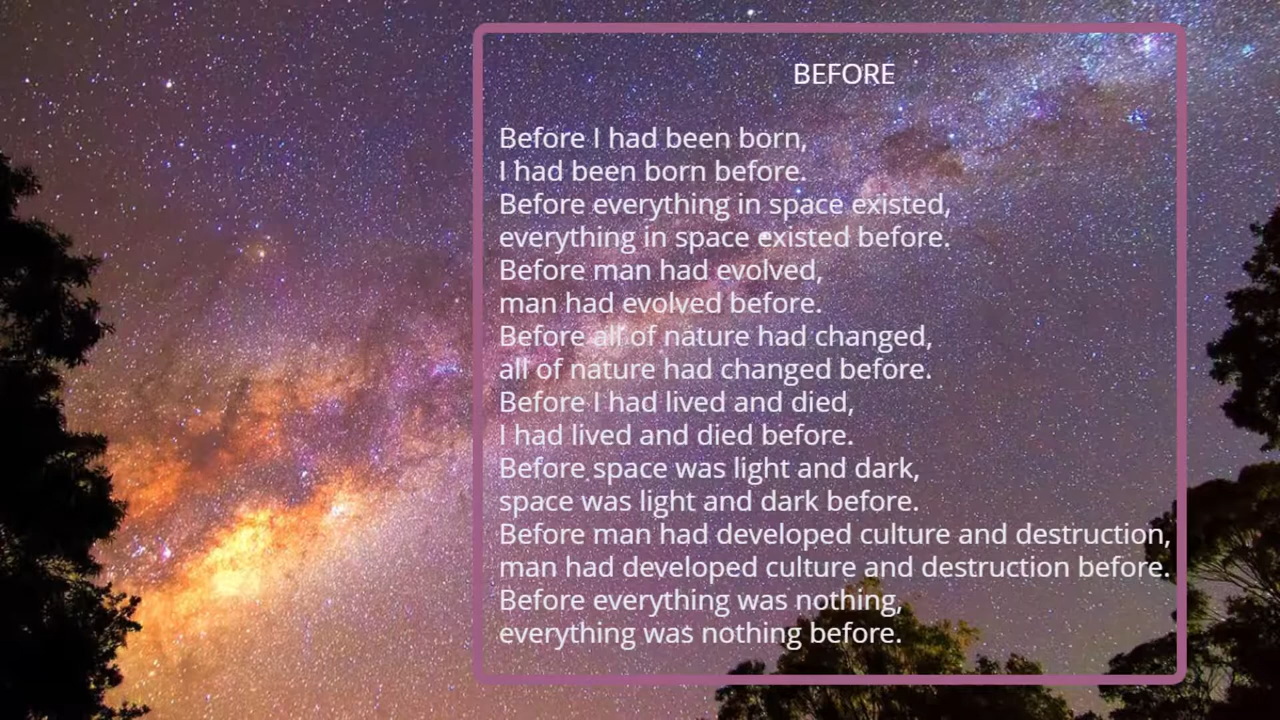 BEFORE
Before I had been born,
I had been born before.
Before everything in space existed,
everything in space existed before.
Before man had evolved,
man had evolved before.
Before all of nature had changed,
all of nature had changed before.
Before I had lived and died,
I had lived and died before.
Before space was light and dark,
space was light and dark before.
Before man had developed culture and destruction,
man had developed culture and destruction before.
Before everything was nothing,
everything was nothing before.